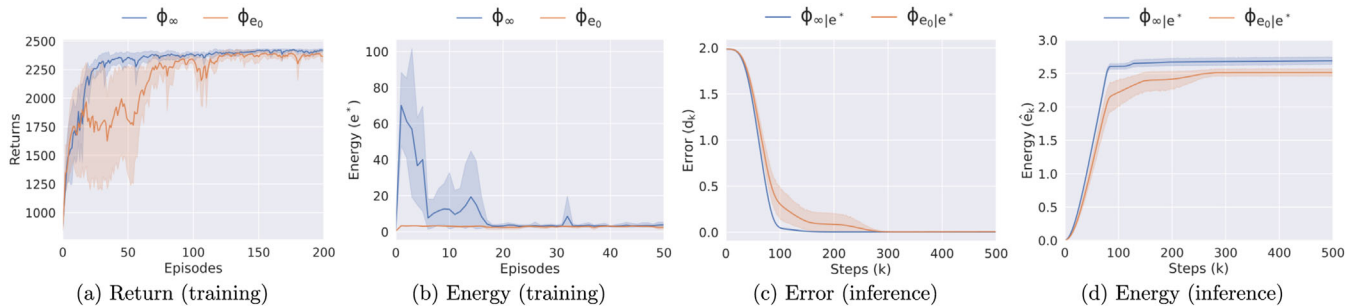 ϕ∞ ϕe₀
2500
2250
2000
1750
1500
1250
1000
Returns
0 50 100 150 200
Episodes
(a) Return (training)
ϕ∞ ϕe₀
100
80
60
40
20
0
Energy (e*)
0 10 20 30 40 50
Episodes
(b) Energy (training)
ϕ∞|e* ϕe₀|e*
2.0
1.5
1.0
0.5
0.0
Error (dₖ)
0 100 200 300 400 500
Steps (k)
(c) Error (inference)
ϕ∞|e* ϕe₀|e*
3.0
2.5
2.0
1.5
1.0
0.5
0.0
Energy (êₖ)
0 100 200 300 400 500
Steps (k)
(d) Energy (inference)